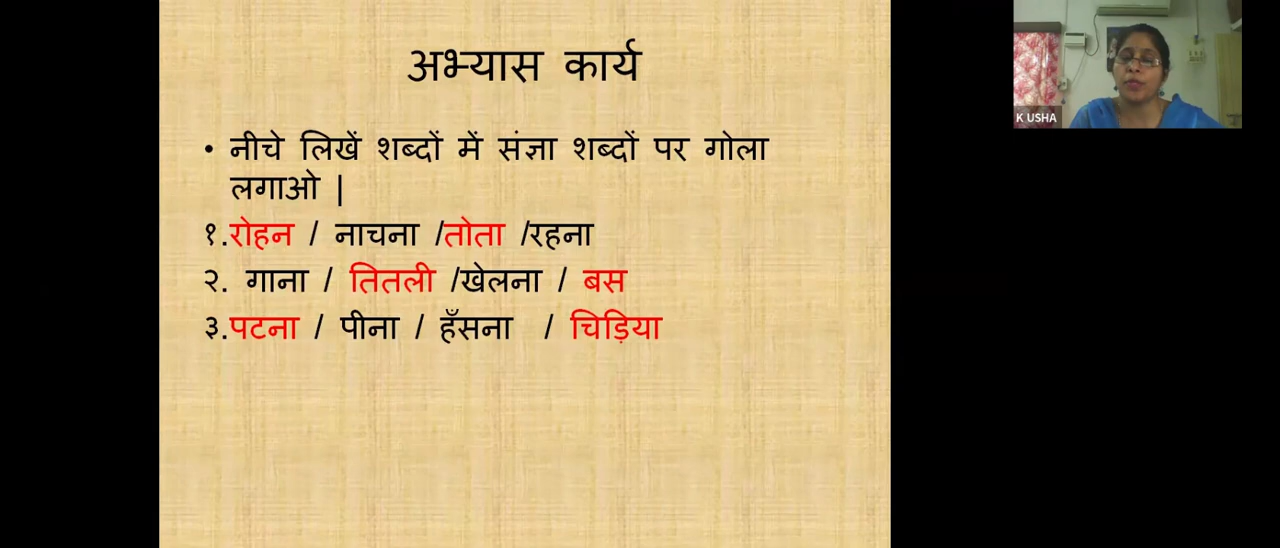 अभ्यास कार्य
• नीचे लिखें शब्दों में संज्ञा शब्दों पर गोला
लगाओ |
१.रोहन / नाचना /तोता /रहना
२. गाना / तितली /खेलना / बस
३.पटना / पीना / हँसना / चिड़िया
K USHA